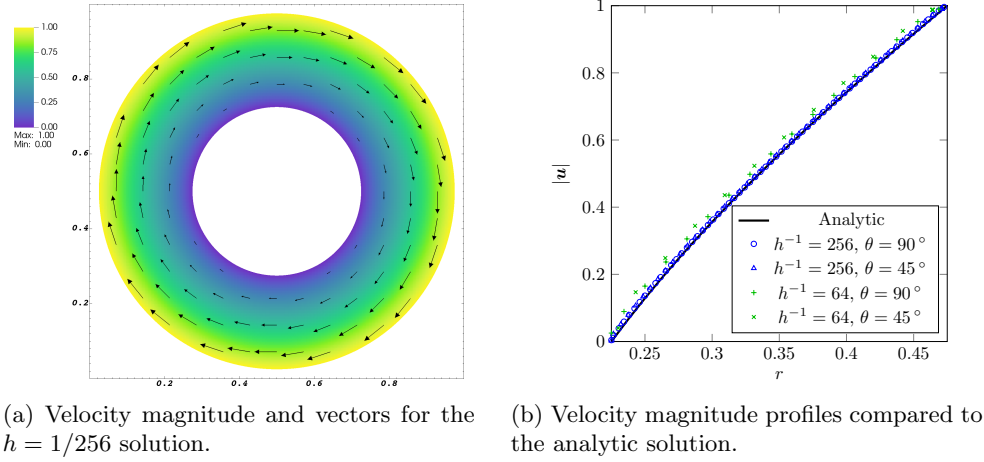 1.00
0.75
0.50
0.25
0.00
Max: 1.00
Min: 0.00
0.8
0.6
0.4
0.2
0.2 0.4 0.6 0.8
(a) Velocity magnitude and vectors for the
h = 1/256 solution.
1
0.8
0.6
0.4
0.2
0
|u|
Analytic
h⁻¹ = 256, θ = 90°
h⁻¹ = 256, θ = 45°
h⁻¹ = 64, θ = 90°
h⁻¹ = 64, θ = 45°
0.25 0.3 0.35 0.4 0.45
r
(b) Velocity magnitude profiles compared to
the analytic solution.